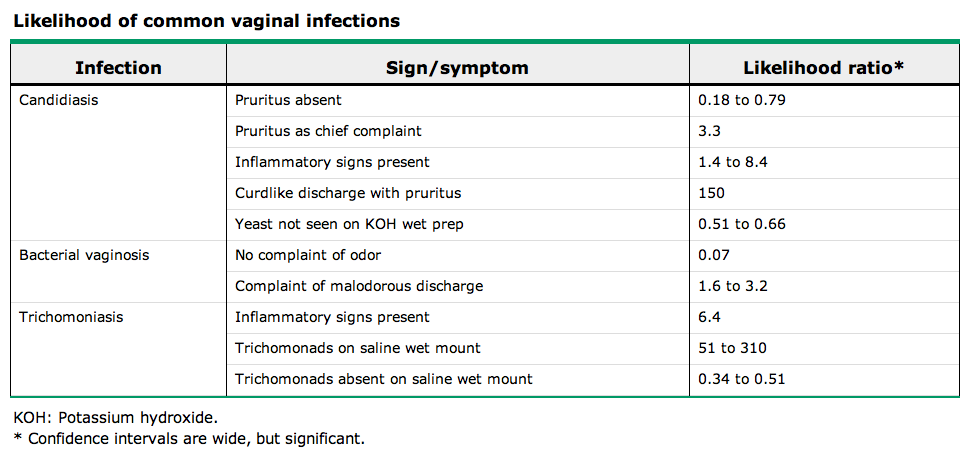 Likelihood of common vaginal infections
Infection Sign/symptom Likelihood ratio*
Candidiasis Pruritus absent 0.18 to 0.79
Pruritus as chief complaint 3.3
Inflammatory signs present 1.4 to 8.4
Curdlike discharge with pruritus 150
Yeast not seen on KOH wet prep 0.51 to 0.66
Bacterial vaginosis No complaint of odor 0.07
Complaint of malodorous discharge 1.6 to 3.2
Trichomoniasis Inflammatory signs present 6.4
Trichomonads on saline wet mount 51 to 310
Trichomonads absent on saline wet mount 0.34 to 0.51
KOH: Potassium hydroxide.
* Confidence intervals are wide, but significant.